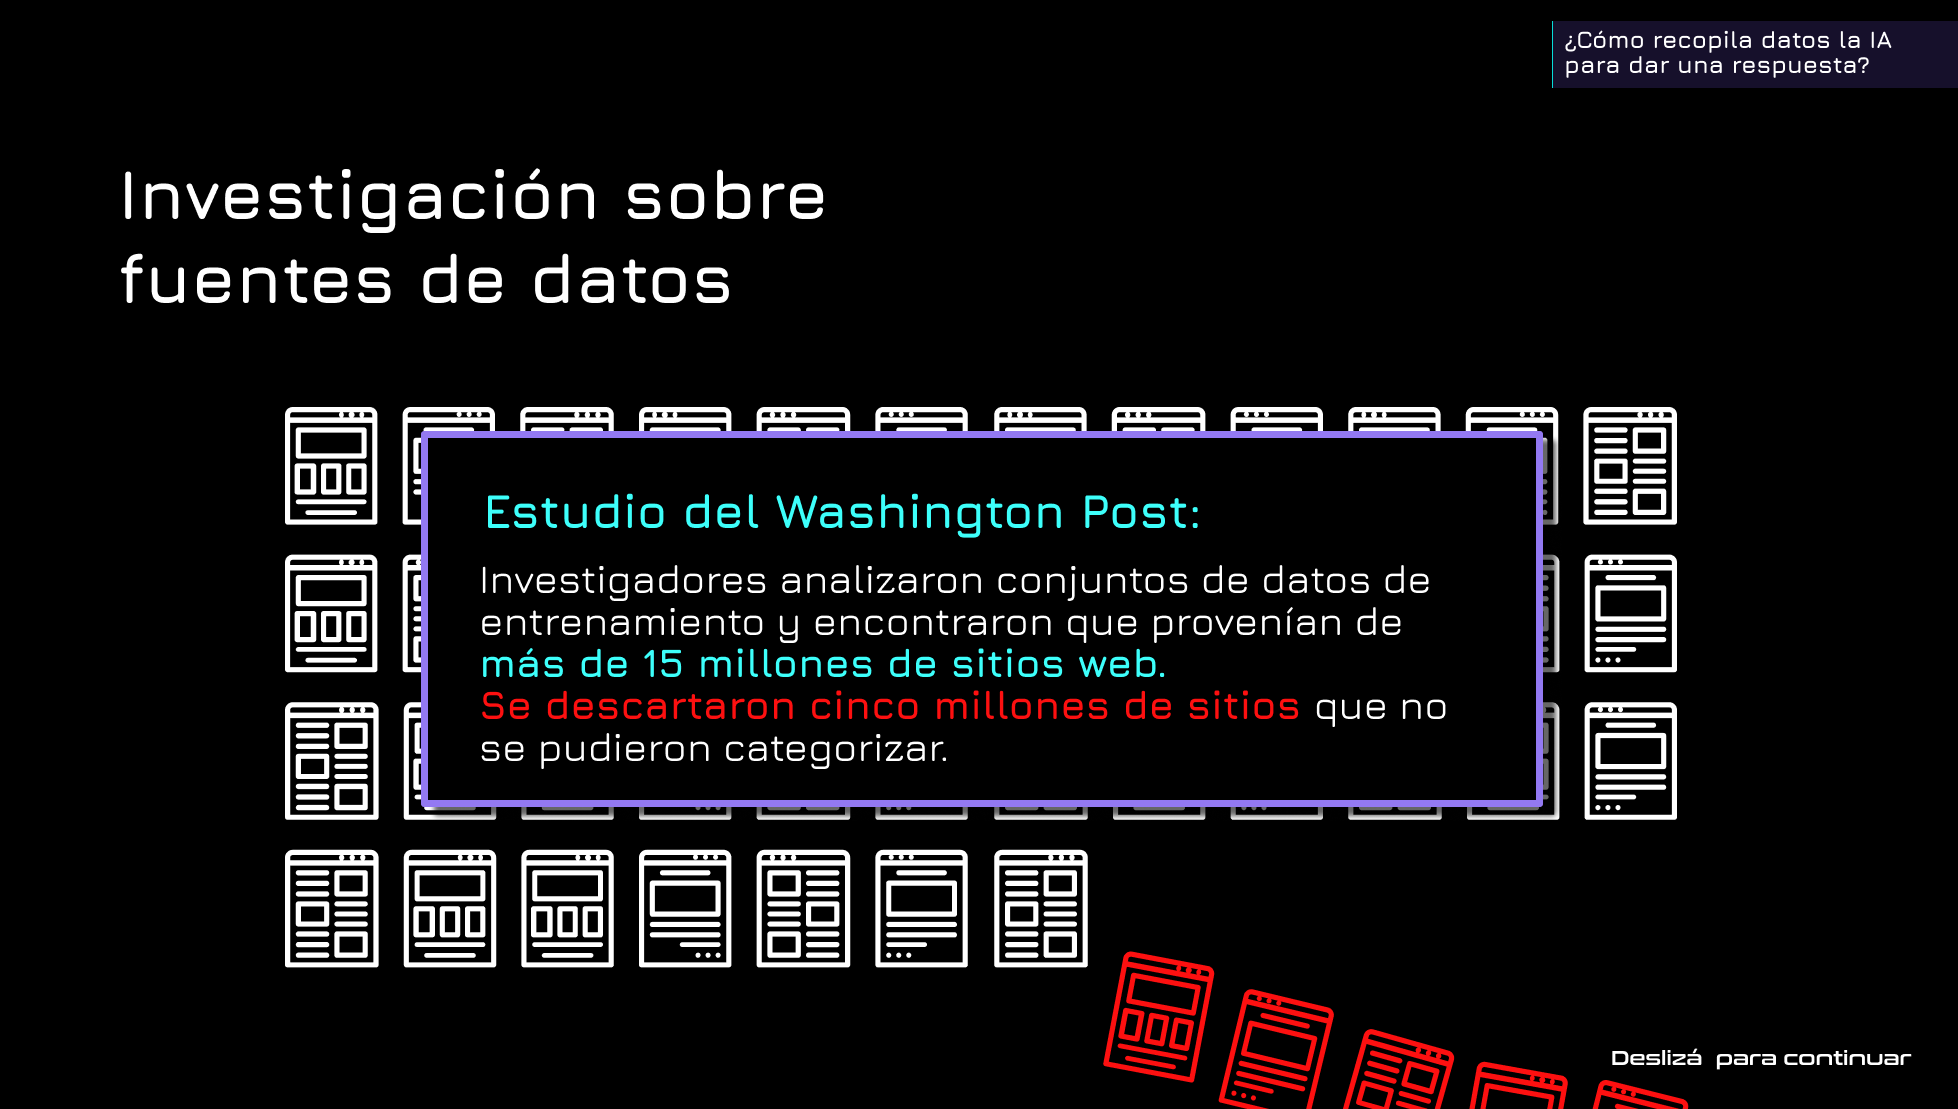 ¿Cómo recopila datos la IA
para dar una respuesta?
Investigación sobre
fuentes de datos
Estudio del Washington Post:
Investigadores analizaron conjuntos de datos de
entrenamiento y encontraron que provenían de
más de 15 millones de sitios web.
Se descartaron cinco millones de sitios que no
se pudieron categorizar.
Deslizá para continuar